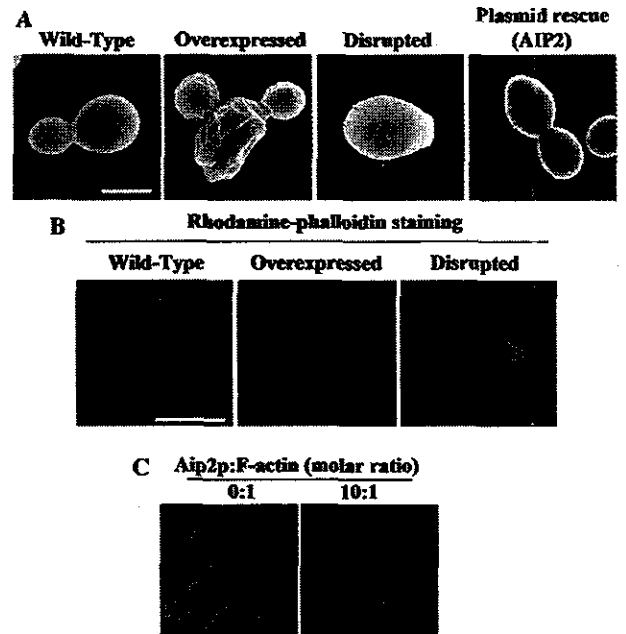 A
Wild-Type Overexpressed Disrupted Plasmid rescue
(AIP2)
B Rhodamine-phalloidin staining
Wild-Type Overexpressed Disrupted
C Aip2p:F-actin (molar ratio)
0:1 10:1